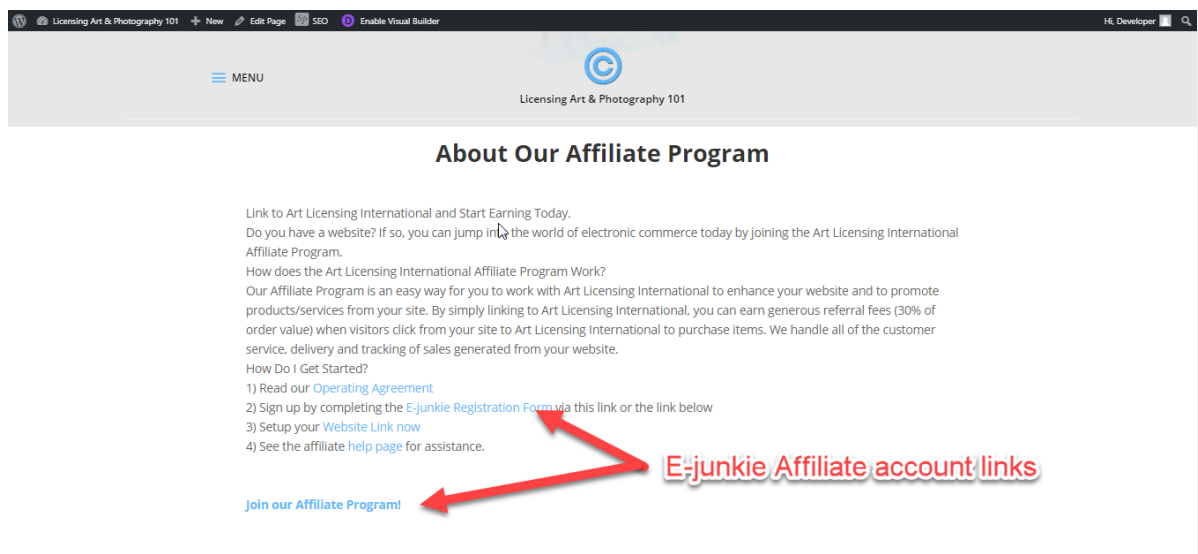 Licensing Art & Photography 101 + New Edit Page SEO D Enable Visual Builder Hi, Developer
MENU
©
Licensing Art & Photography 101
About Our Affiliate Program
Link to Art Licensing International and Start Earning Today.
Do you have a website? If so, you can jump into the world of electronic commerce today by joining the Art Licensing International
Affiliate Program.
How does the Art Licensing International Affiliate Program Work?
Our Affiliate Program is an easy way for you to work with Art Licensing International to enhance your website and to promote
products/services from your site. By simply linking to Art Licensing International, you can earn generous referral fees (30% of
order value) when visitors click from your site to Art Licensing International to purchase items. We handle all of the customer
service, delivery and tracking of sales generated from your website.
How Do I Get Started?
1) Read our Operating Agreement
2) Sign up by completing the E-junkie Registration Form via this link or the link below
3) Setup your Website Link now
4) See the affiliate help page for assistance.
E-junkie Affiliate account links
Join our Affiliate Program!